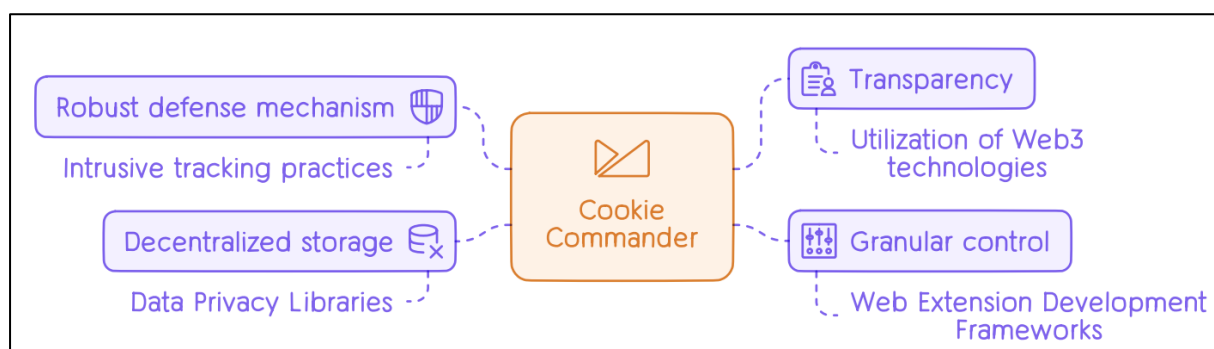 Robust defense mechanism
Intrusive tracking practices
Decentralized storage
Data Privacy Libraries
Cookie
Commander
Transparency
Utilization of Web3
technologies
Granular control
Web Extension Development
Frameworks